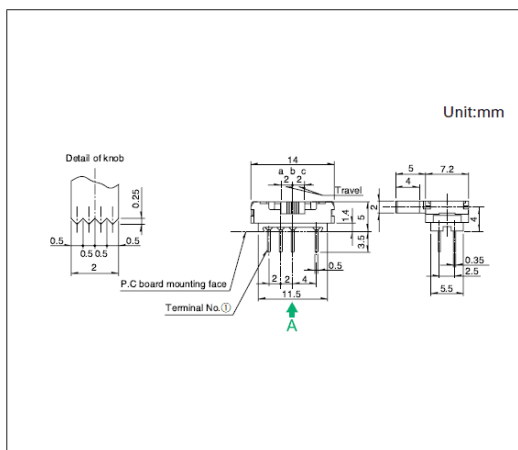 Unit:mm
Detail of knob
0.25
0.5
0.5
0.5 0.5
2
14
a b c
2 2
Travel
1.4
5
3.5
0.5
2 2 4
11.5
P.C board mounting face
Terminal No.①
A
5
7.2
4
2
4
0.35
2.5
5.5